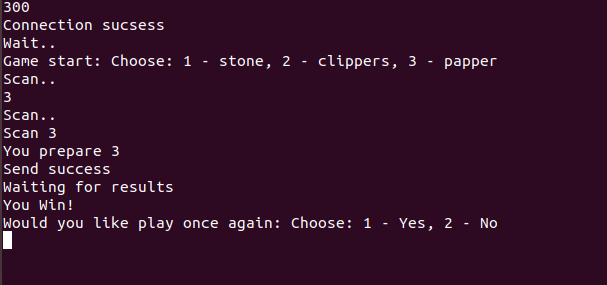 300
Connection sucsess
Wait..
Game start: Choose: 1 - stone, 2 - clippers, 3 - papper
Scan..
3
Scan..
Scan 3
You prepare 3
Send success
Waiting for results
You Win!
Would you like play once again: Choose: 1 - Yes, 2 - No